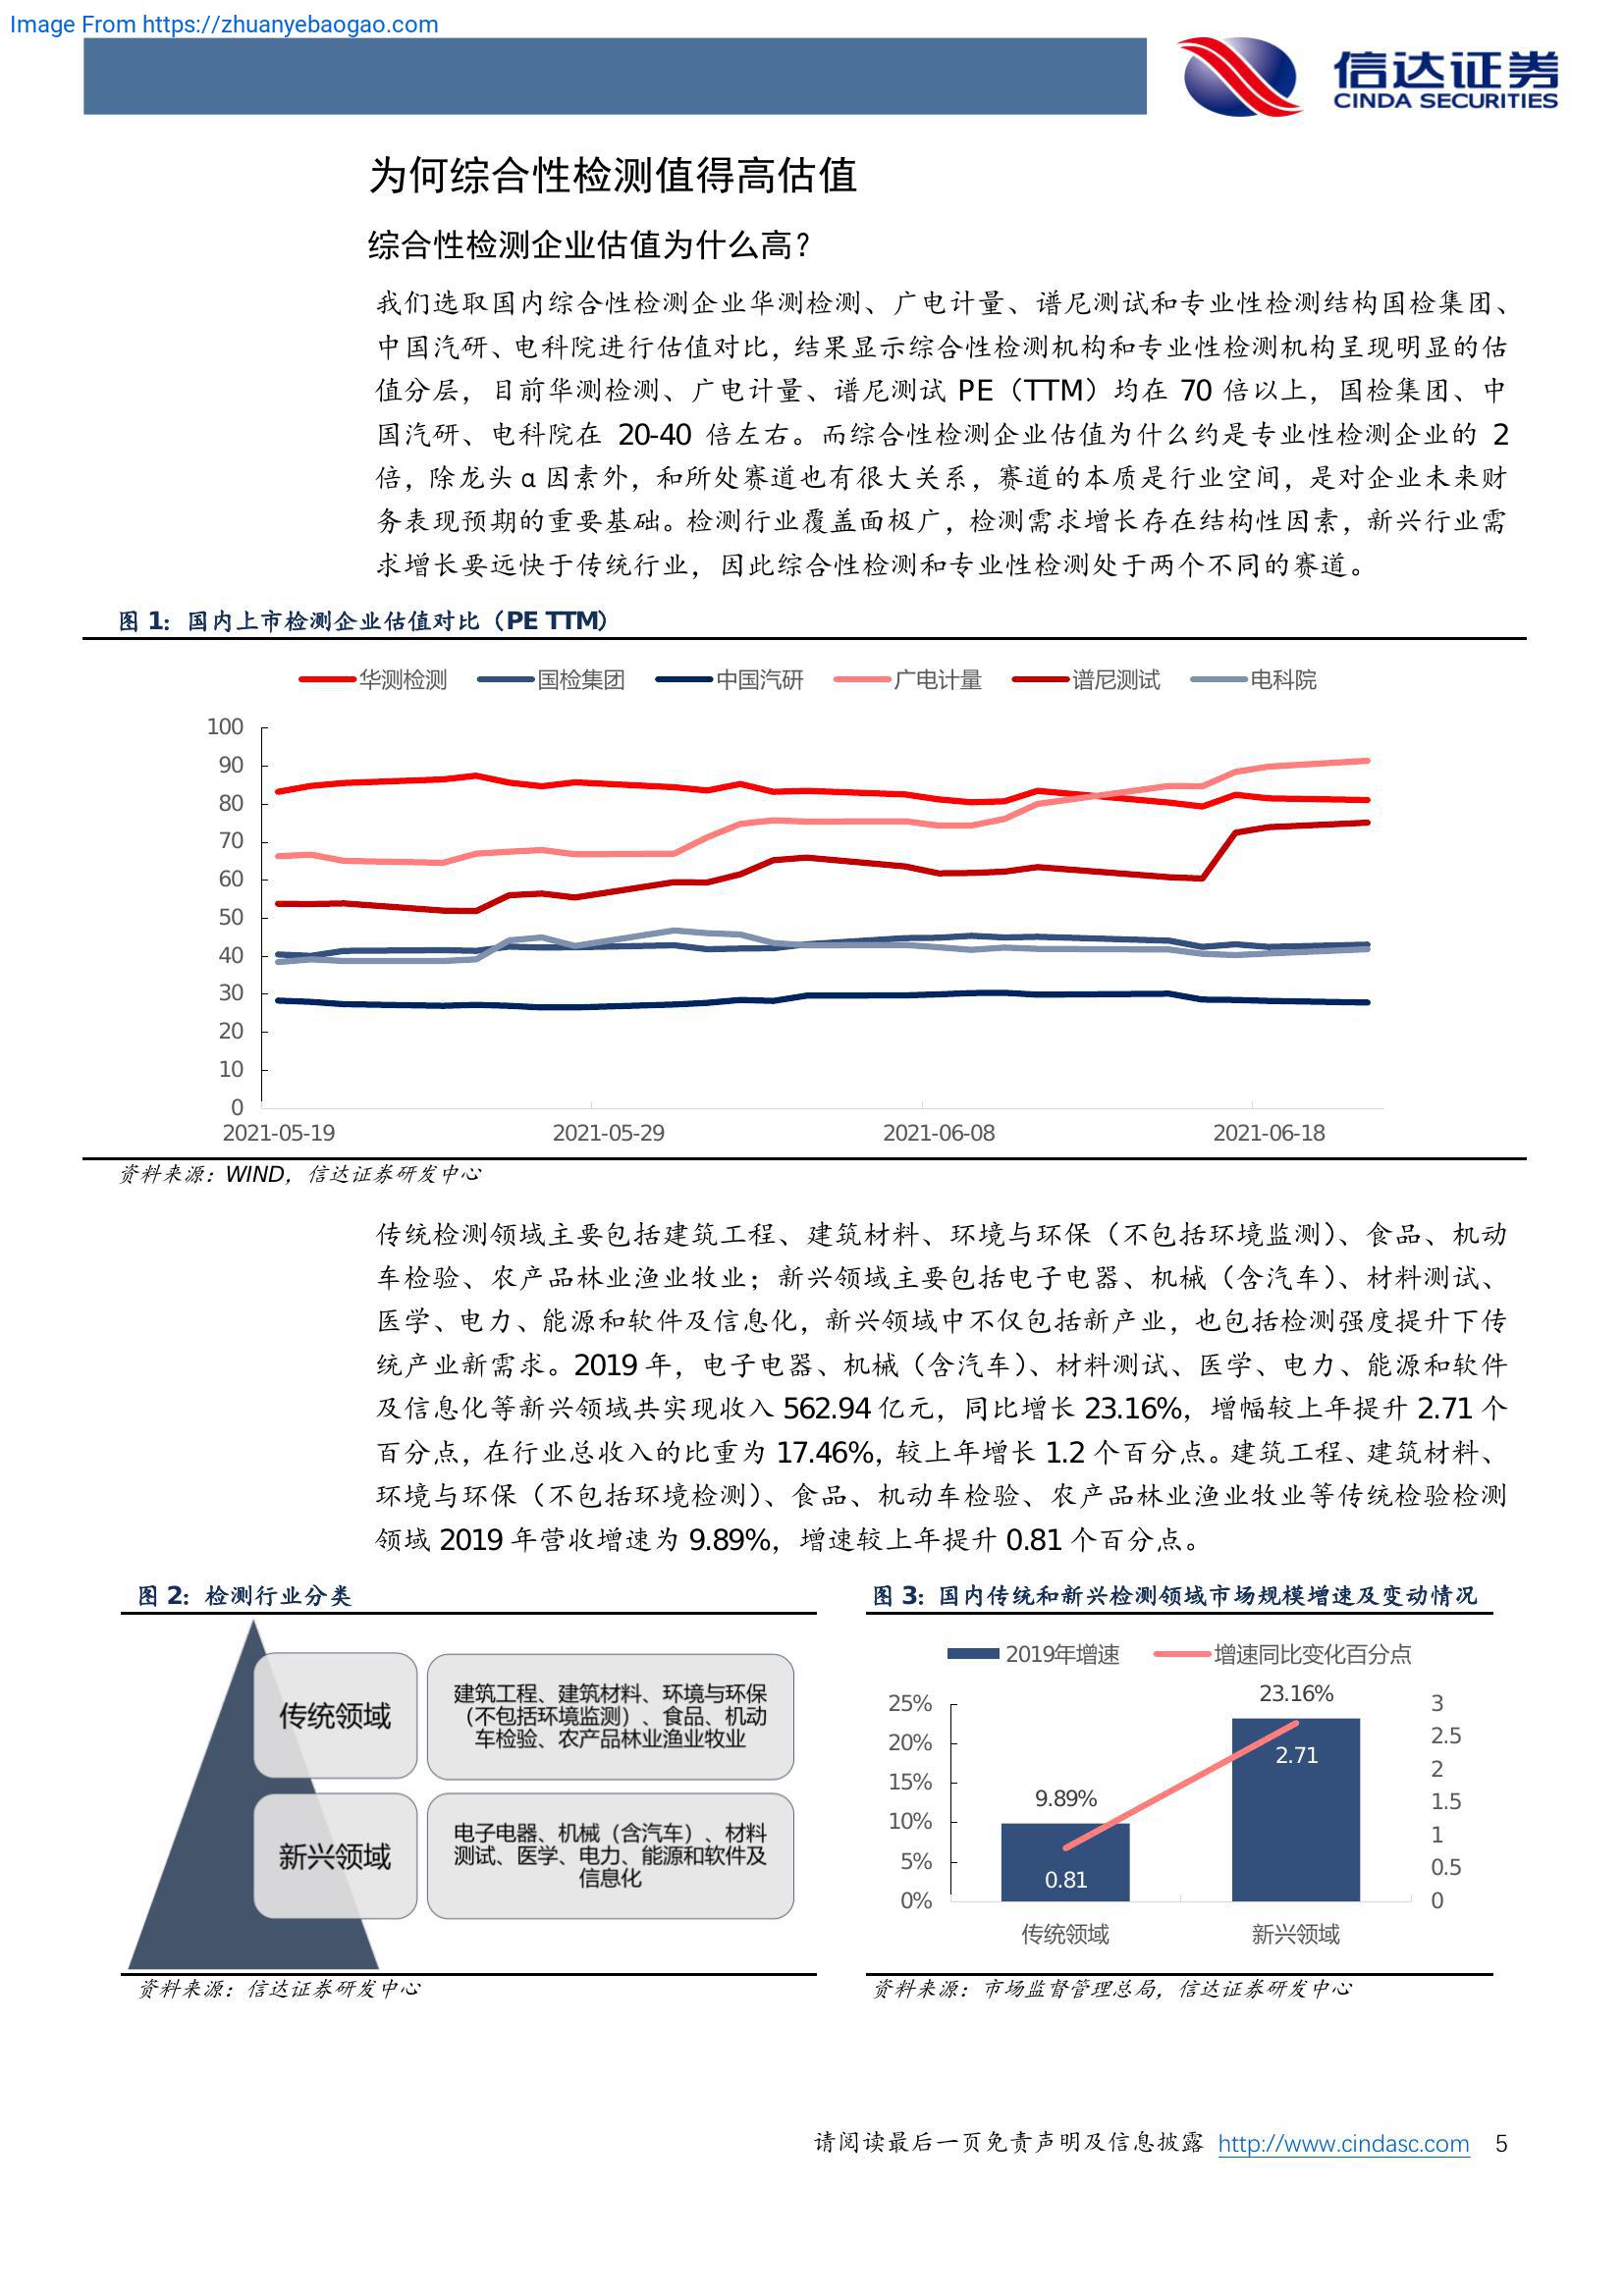 Image From https://zhuanyebaogao.com
信达证券
CINDA SECURITIES
为何综合性检测值得高估值
综合性检测企业估值为什么高？
我们选取国内综合性检测企业华测检测、广电计量、谱尼测试和专业性检测结构国检集团、
中国汽研、电科院进行估值对比，结果显示综合性检测机构和专业性检测机构呈现明显的估
值分层，目前华测检测、广电计量、谱尼测试 PE（TTM）均在 70 倍以上，国检集团、中
国汽研、电科院在 20-40 倍左右。而综合性检测企业估值为什么约是专业性检测企业的 2
倍，除龙头 α 因素外，和所处赛道也有很大关系，赛道的本质是行业空间，是对企业未来财
务表现预期的重要基础。检测行业覆盖面极广，检测需求增长存在结构性因素，新兴行业需
求增长要远快于传统行业，因此综合性检测和专业性检测处于两个不同的赛道。
图 1：国内上市检测企业估值对比（PE TTM）
华测检测 国检集团 中国汽研 广电计量 谱尼测试 电科院
100
90
80
70
60
50
40
30
20
10
0
2021-05-19 2021-05-29 2021-06-08 2021-06-18
资料来源：WIND，信达证券研发中心
传统检测领域主要包括建筑工程、建筑材料、环境与环保（不包括环境监测）、食品、机动
车检验、农产品林业渔业牧业；新兴领域主要包括电子电器、机械（含汽车）、材料测试、
医学、电力、能源和软件及信息化，新兴领域中不仅包括新产业，也包括检测强度提升下传
统产业新需求。2019 年，电子电器、机械（含汽车）、材料测试、医学、电力、能源和软件
及信息化等新兴领域共实现收入 562.94 亿元，同比增长 23.16%，增幅较上年提升 2.71 个
百分点，在行业总收入的比重为 17.46%，较上年增长 1.2 个百分点。建筑工程、建筑材料、
环境与环保（不包括环境检测）、食品、机动车检验、农产品林业渔业牧业等传统检验检测
领域 2019 年营收增速为 9.89%，增速较上年提升 0.81 个百分点。
图 2：检测行业分类
传统领域
建筑工程、建筑材料、环境与环保
（不包括环境监测）、食品、机动
车检验、农产品林业渔业牧业
新兴领域
电子电器、机械（含汽车）、材料
测试、医学、电力、能源和软件及
信息化
资料来源：信达证券研发中心
图 3：国内传统和新兴检测领域市场规模增速及变动情况
2019年增速 增速同比变化百分点
25%
20%
15%
10%
5%
0%
9.89%
0.81
23.16%
2.71
3
2.5
2
1.5
1
0.5
0
传统领域 新兴领域
资料来源：市场监督管理总局，信达证券研发中心
请阅读最后一页免责声明及信息披露 http://www.cindasc.com 5